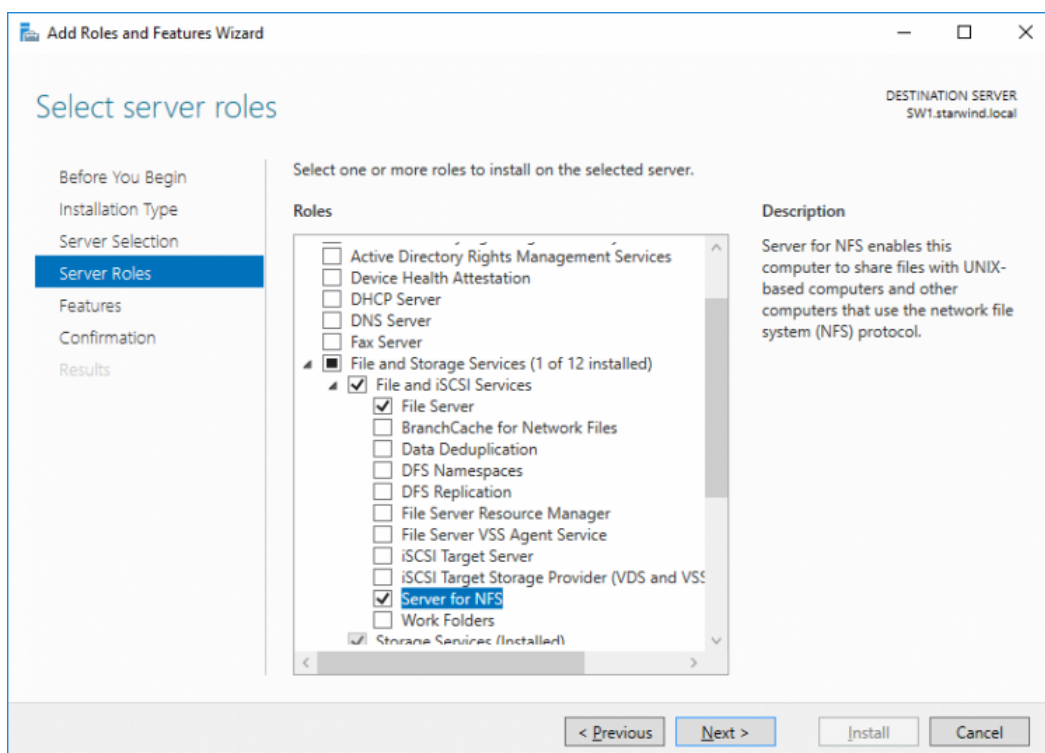 Add Roles and Features Wizard
Select server roles
DESTINATION SERVER
SW1.starwind.local
Before You Begin
Installation Type
Server Selection
Server Roles
Features
Confirmation
Results
Select one or more roles to install on the selected server.
Roles
Active Directory Rights Management Services
Device Health Attestation
DHCP Server
DNS Server
Fax Server
File and Storage Services (1 of 12 installed)
File and iSCSI Services
File Server
BranchCache for Network Files
Data Deduplication
DFS Namespaces
DFS Replication
File Server Resource Manager
File Server VSS Agent Service
iSCSI Target Server
iSCSI Target Storage Provider (VDS and VSS
Server for NFS
Work Folders
Storage Services (Installed)
Description
Server for NFS enables this
computer to share files with UNIX-
based computers and other
computers that use the network file
system (NFS) protocol.
< Previous
Next >
Install
Cancel